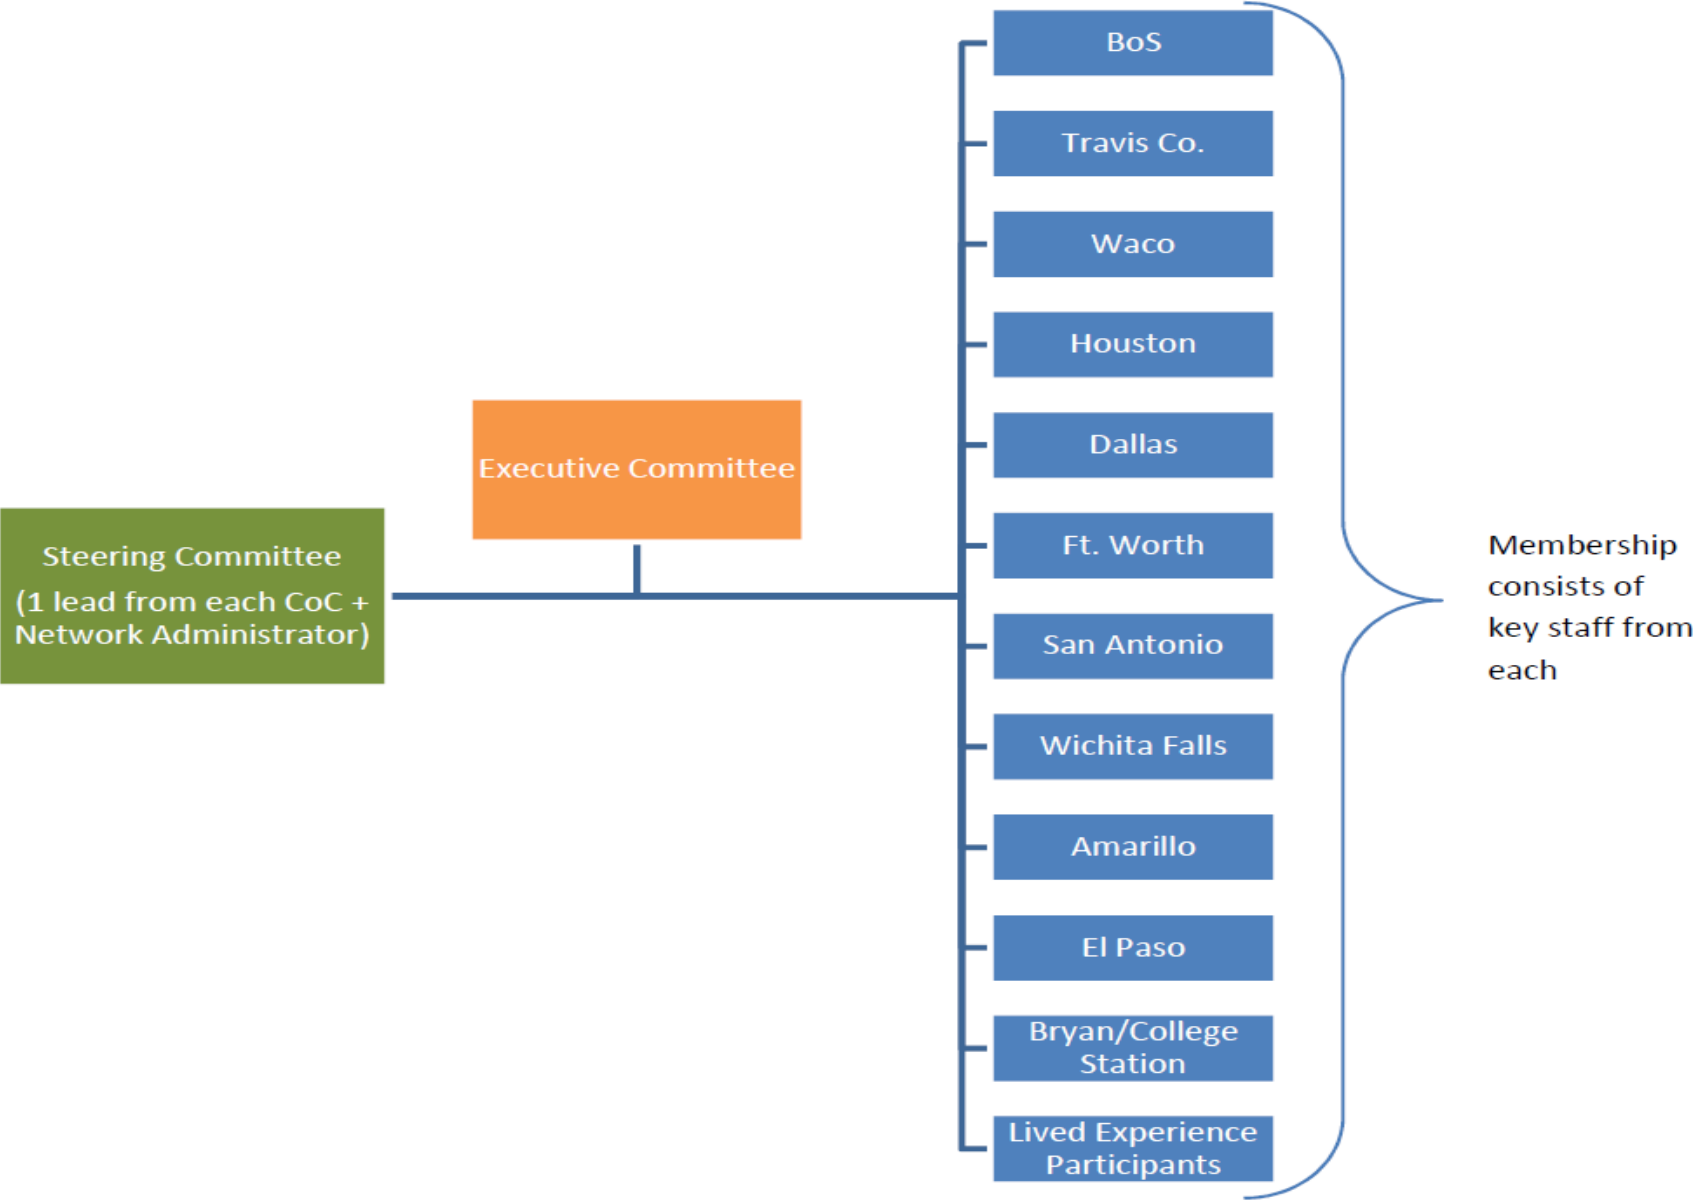 Steering Committee
(1 lead from each CoC +
Network Administrator)
Executive Committee
BoS
Travis Co.
Waco
Houston
Dallas
Ft. Worth
San Antonio
Wichita Falls
Amarillo
El Paso
Bryan/College
Station
Lived Experience
Participants
Membership
consists of
key staff from
each